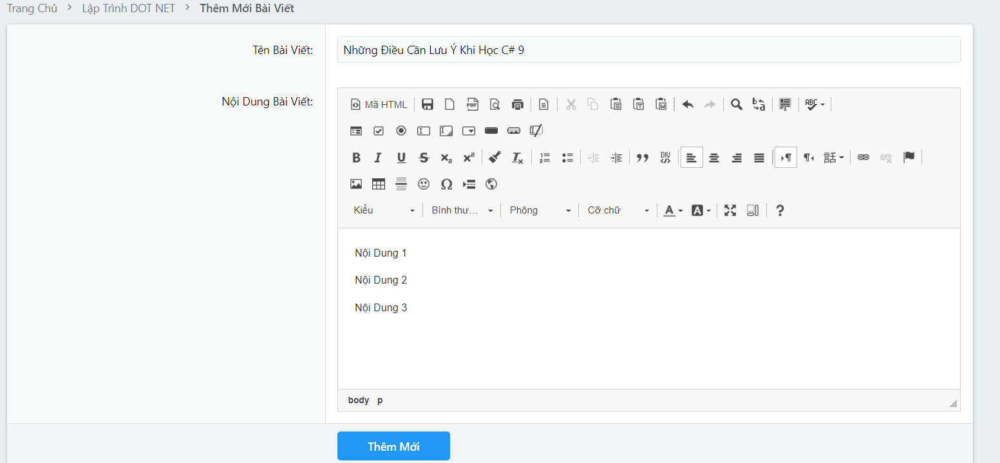 Trang Chủ > Lập Trình DOT NET > Thêm Mới Bài Viết
Tên Bài Viết: Những Điều Cần Lưu Ý Khi Học C# 9
Nội Dung Bài Viết:
Mã HTML
Kiểu Bình thư... Phông Cỡ chữ
Nội Dung 1
Nội Dung 2
Nội Dung 3
body p
Thêm Mới